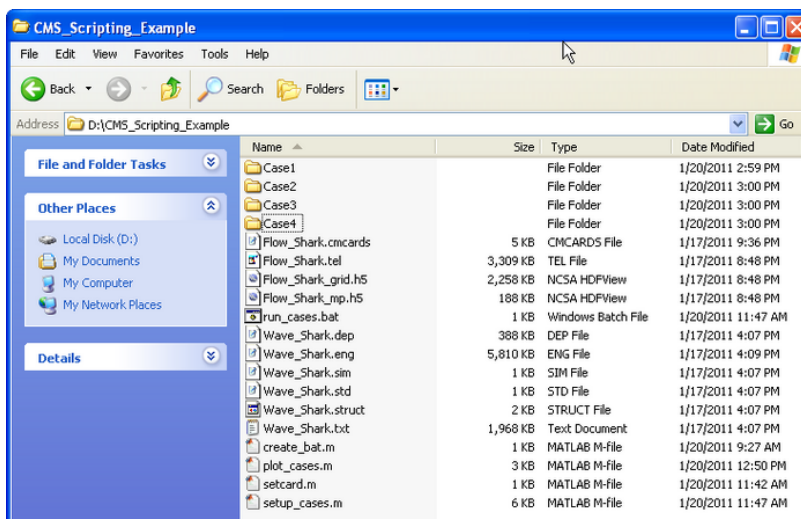 CMS_Scripting_Example
File Edit View Favorites Tools Help
Back Search Folders
Address D:\CMS_Scripting_Example Go
File and Folder Tasks
Other Places
Local Disk (D:)
My Documents
My Computer
My Network Places
Details
Name Size Type Date Modified
Case1 File Folder 1/20/2011 2:59 PM
Case2 File Folder 1/20/2011 3:00 PM
Case3 File Folder 1/20/2011 3:00 PM
Case4 File Folder 1/20/2011 3:00 PM
Flow_Shark.cmcards 5 KB CMCARDS File 1/17/2011 9:36 PM
Flow_Shark.tel 3,309 KB TEL File 1/17/2011 8:48 PM
Flow_Shark_grid.h5 2,258 KB NCSA HDFView 1/17/2011 8:48 PM
Flow_Shark_mp.h5 188 KB NCSA HDFView 1/17/2011 8:48 PM
run_cases.bat 1 KB Windows Batch File 1/20/2011 11:47 AM
Wave_Shark.dep 388 KB DEP File 1/17/2011 4:07 PM
Wave_Shark.eng 5,810 KB ENG File 1/17/2011 4:09 PM
Wave_Shark.sim 1 KB SIM File 1/17/2011 4:07 PM
Wave_Shark.std 1 KB STD File 1/17/2011 4:07 PM
Wave_Shark.struct 2 KB STRUCT File 1/17/2011 4:07 PM
Wave_Shark.txt 1,968 KB Text Document 1/17/2011 4:07 PM
create_bat.m 1 KB MATLAB M-file 1/20/2011 9:27 AM
plot_cases.m 3 KB MATLAB M-file 1/20/2011 12:50 PM
setcard.m 1 KB MATLAB M-file 1/20/2011 11:42 AM
setup_cases.m 6 KB MATLAB M-file 1/20/2011 11:47 AM